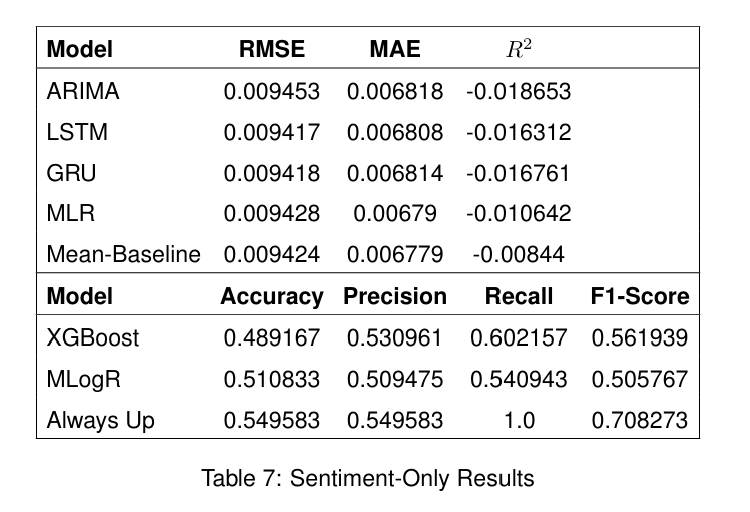 Model RMSE MAE R²
ARIMA 0.009453 0.006818 -0.018653
LSTM 0.009417 0.006808 -0.016312
GRU 0.009418 0.006814 -0.016761
MLR 0.009428 0.00679 -0.010642
Mean-Baseline 0.009424 0.006779 -0.00844
Model Accuracy Precision Recall F1-Score
XGBoost 0.489167 0.530961 0.602157 0.561939
MLogR 0.510833 0.509475 0.540943 0.505767
Always Up 0.549583 0.549583 1.0 0.708273
Table 7: Sentiment-Only Results